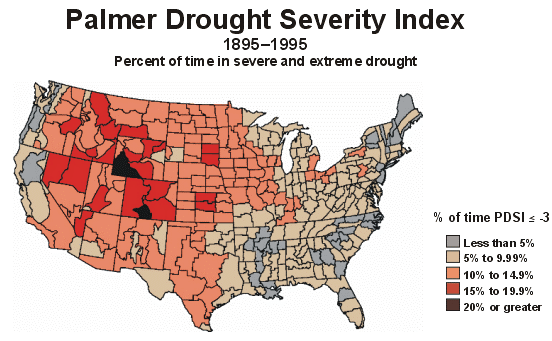 Palmer Drought Severity Index
1895–1995
Percent of time in severe and extreme drought
% of time PDSI ≤ -3
Less than 5%
5% to 9.99%
10% to 14.9%
15% to 19.9%
20% or greater